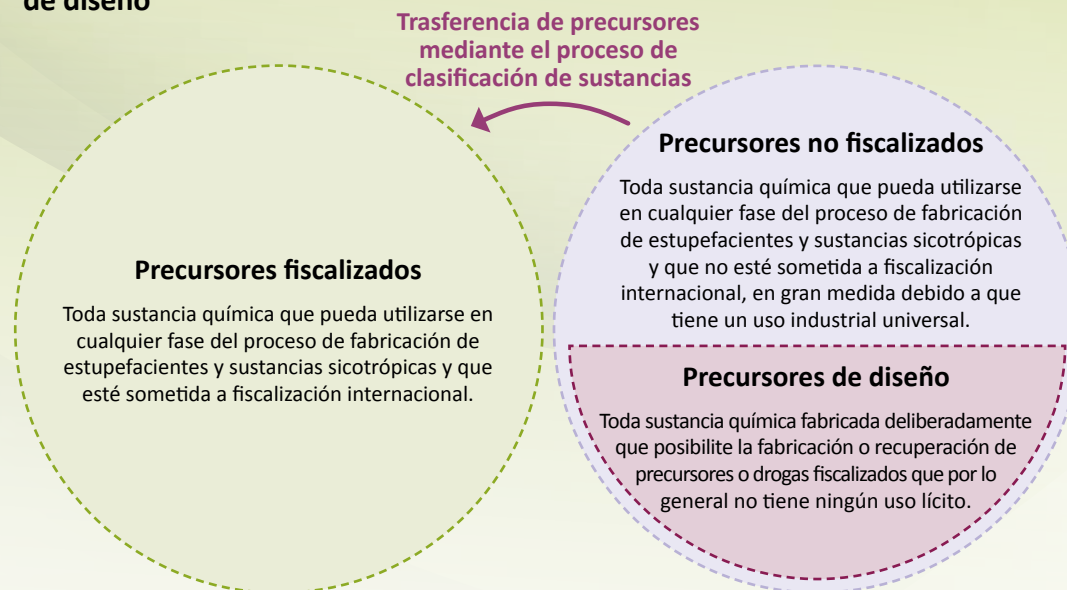 de diseño
Trasferencia de precursores
mediante el proceso de
clasificación de sustancias
Precursores fiscalizados
Toda sustancia química que pueda utilizarse en
cualquier fase del proceso de fabricación de
estupefacientes y sustancias sicotrópicas y que
esté sometida a fiscalización internacional.
Precursores no fiscalizados
Toda sustancia química que pueda utilizarse
en cualquier fase del proceso de fabricación
de estupefacientes y sustancias sicotrópicas
y que no esté sometida a fiscalización
internacional, en gran medida debido a que
tiene un uso industrial universal.
Precursores de diseño
Toda sustancia química fabricada deliberadamente
que posibilite la fabricación o recuperación de
precursores o drogas fiscalizados que por lo
general no tiene ningún uso lícito.